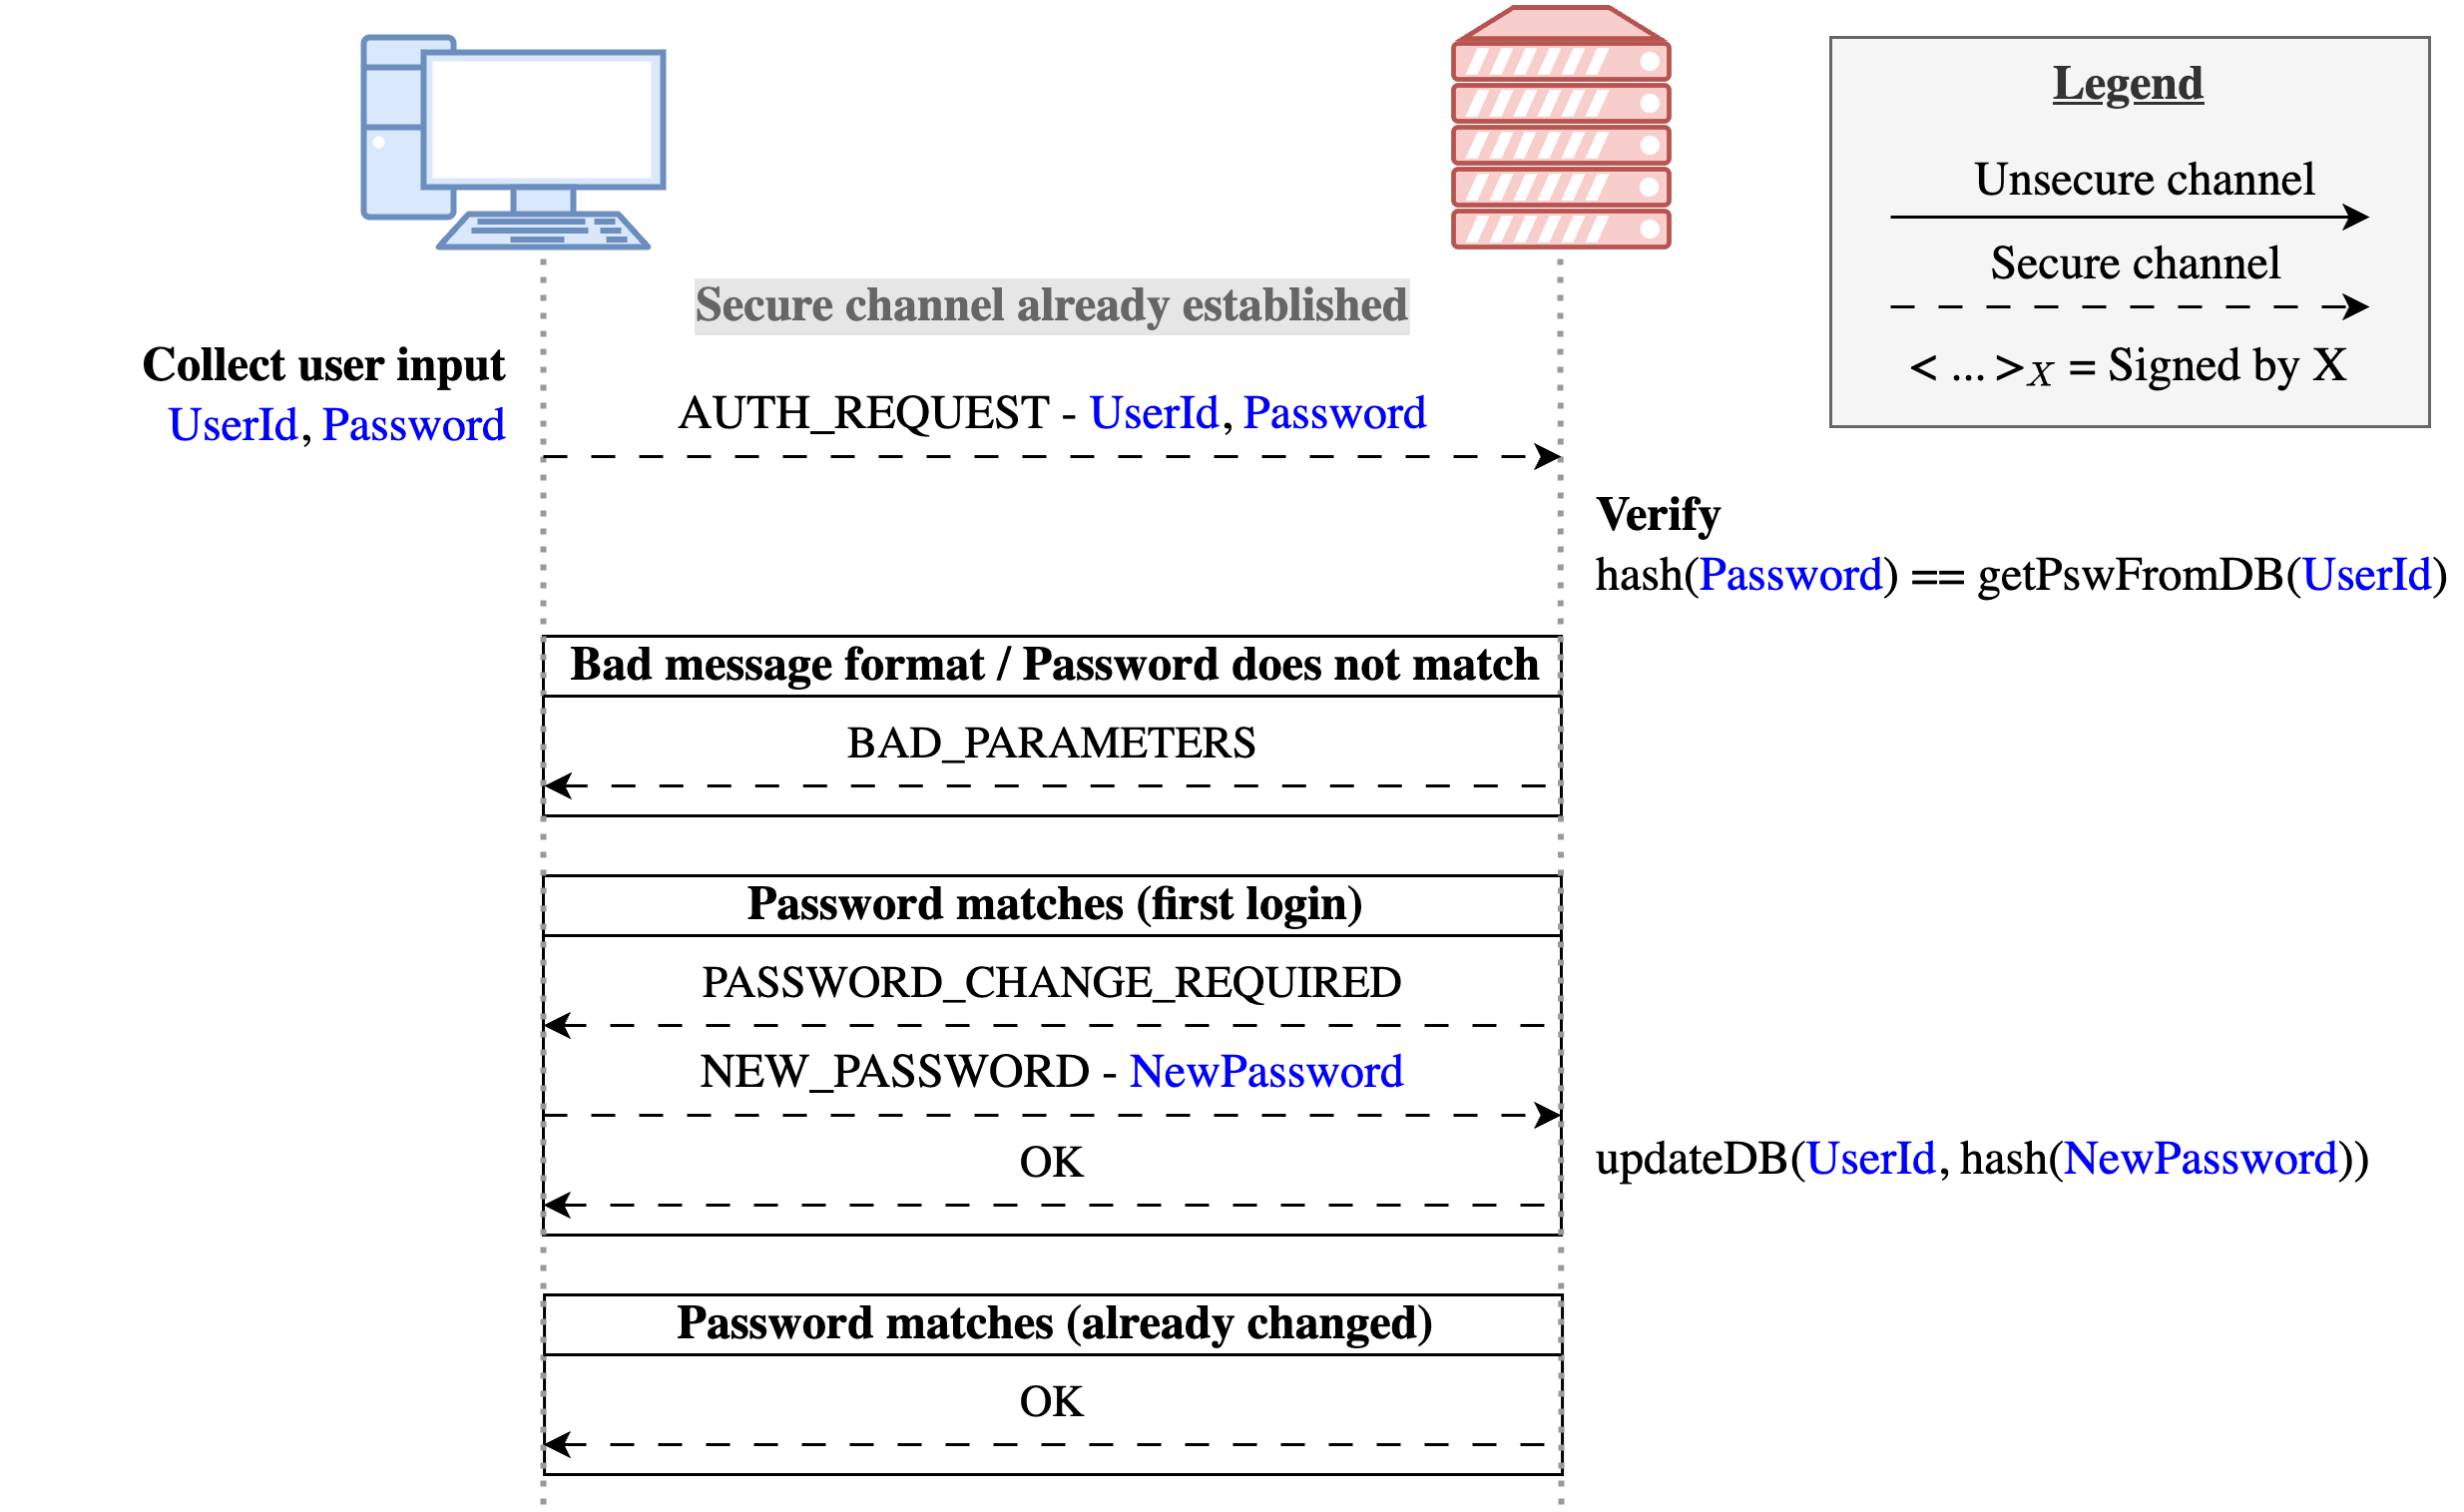 Legend
Unsecure channel
Secure channel
< ... >X = Signed by X
Secure channel already established
Collect user input
UserId, Password
AUTH_REQUEST - UserId, Password
Verify
hash(Password) == getPswFromDB(UserId)
Bad message format / Password does not match
BAD_PARAMETERS
Password matches (first login)
PASSWORD_CHANGE_REQUIRED
NEW_PASSWORD - NewPassword
OK
updateDB(UserId, hash(NewPassword))
Password matches (already changed)
OK